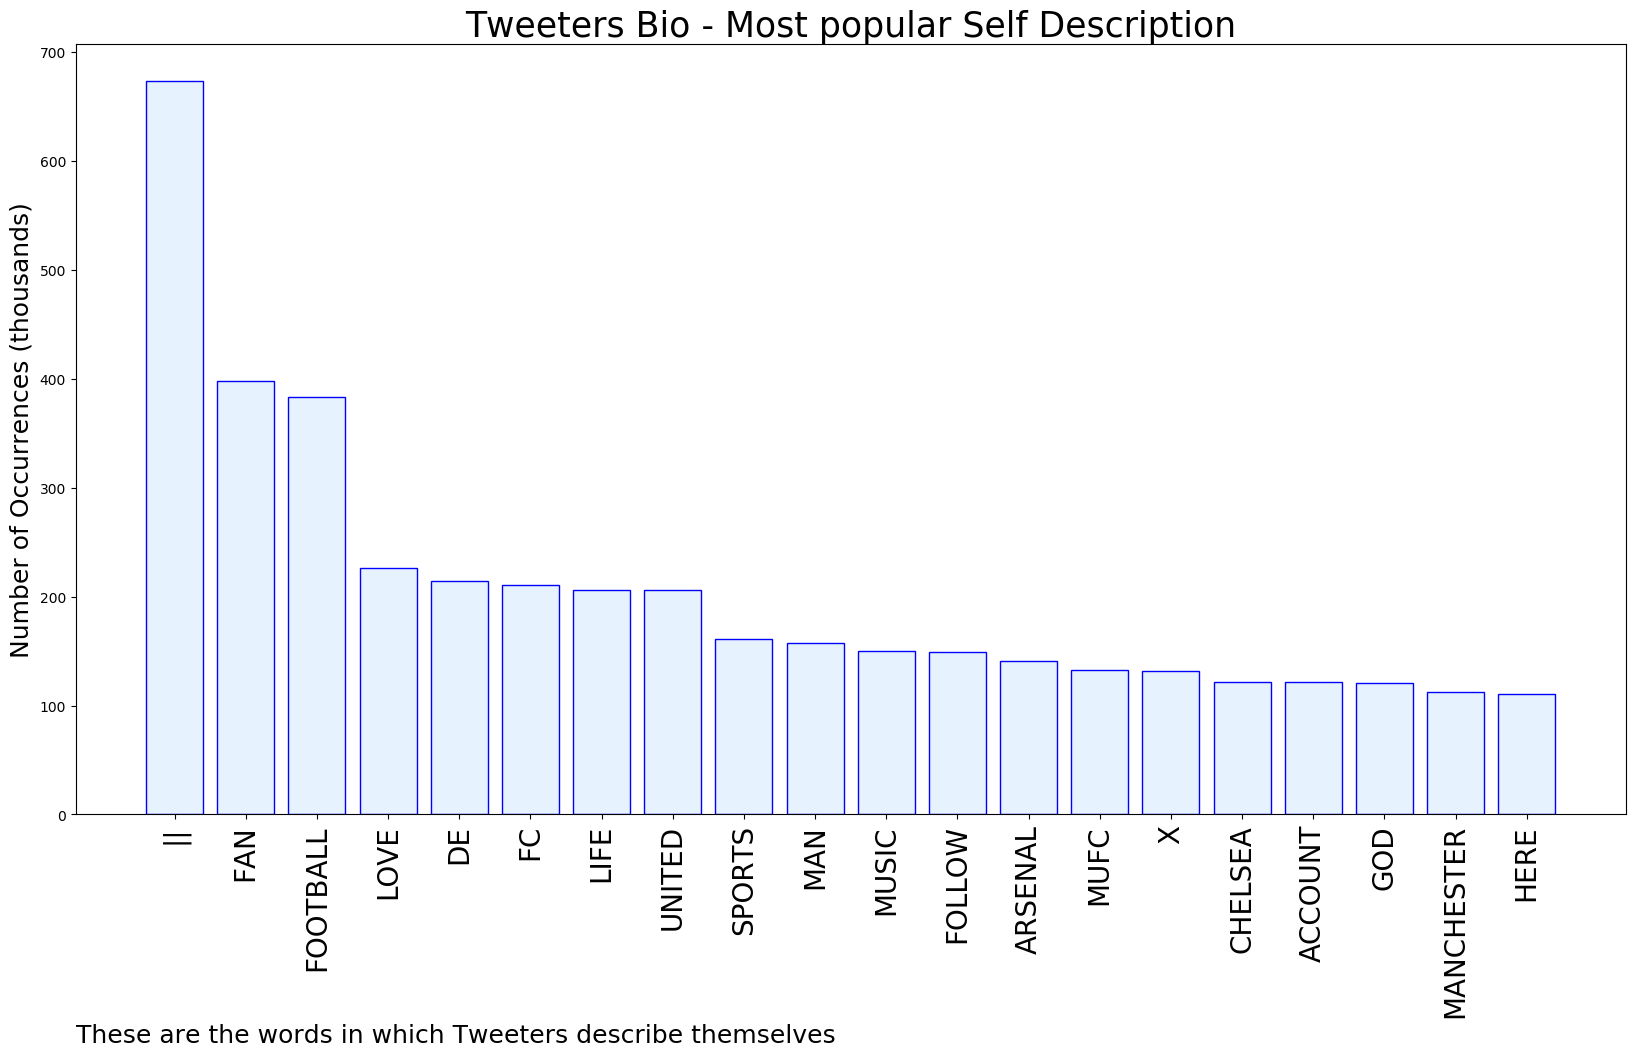 Tweeters Bio - Most popular Self Description
Number of Occurrences (thousands)
700
600
500
400
300
200
100
0
||
FAN
FOOTBALL
LOVE
DE
FC
LIFE
UNITED
SPORTS
MAN
MUSIC
FOLLOW
ARSENAL
MUFC
X
CHELSEA
ACCOUNT
GOD
MANCHESTER
HERE
These are the words in which Tweeters describe themselves